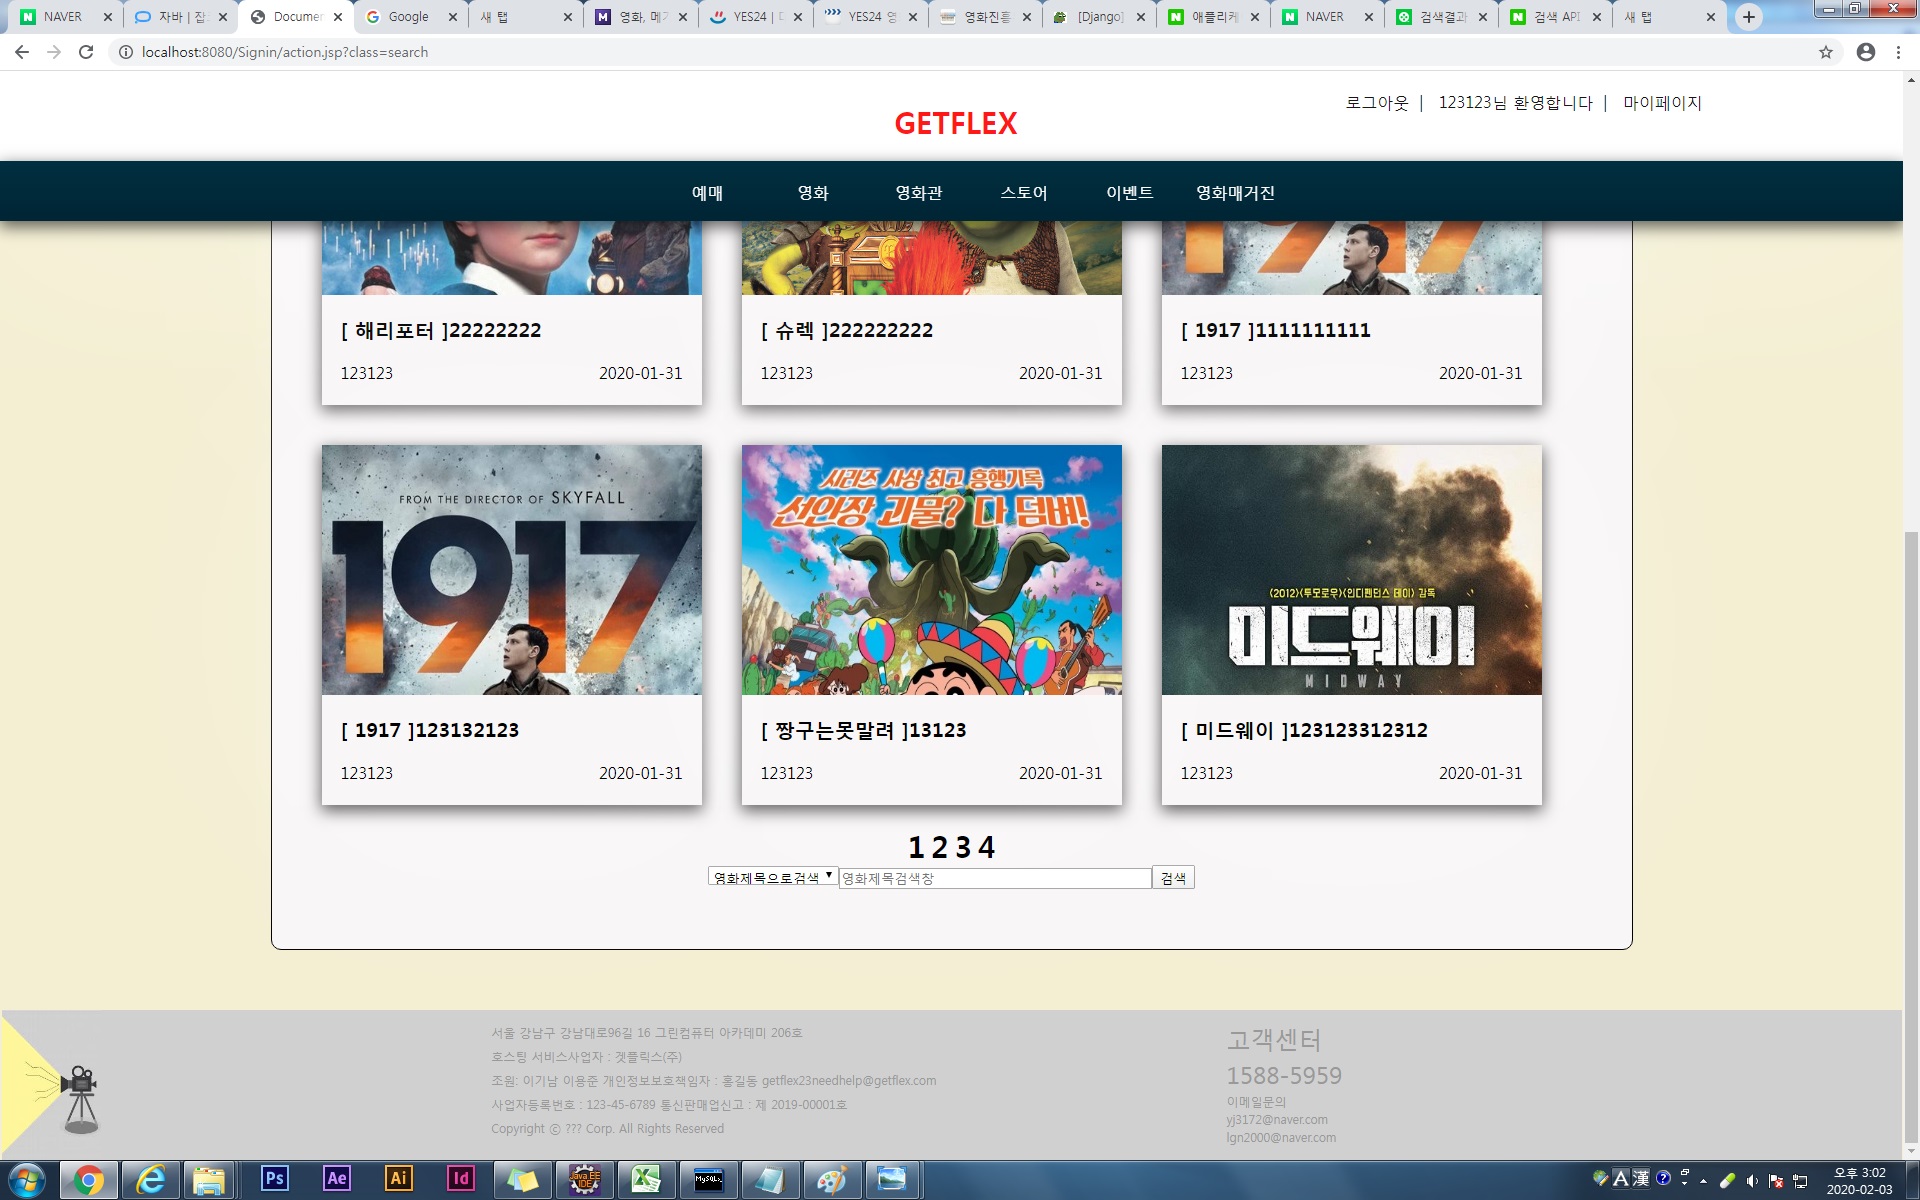 NAVER
자바 | 잡
Docume
Google
새 탭
영화, 메가
YES24 | 
YES24 영
영화진흥
[Django]
애플리케
NAVER
검색결과
검색 API
새 탭
localhost:8080/Signin/action.jsp?class=search
로그아웃 | 123123님 환영합니다 | 마이페이지
GETFLEX
예매 영화 영화관 스토어 이벤트 영화매거진
1917
[ 해리포터 ]22222222
123123 2020-01-31
[ 슈렉 ]222222222
123123 2020-01-31
[ 1917 ]1111111111
123123 2020-01-31
FROM THE DIRECTOR OF SKYFALL
1917
[ 1917 ]123132123
123123 2020-01-31
시리즈 사상 최고 흥행기록
선인장 괴물? 다 덤벼!
[ 짱구는못말려 ]13123
123123 2020-01-31
<2012><투모로우><인디펜던스 데이> 감독
미드웨이
MIDWAY
[ 미드웨이 ]123123312312
123123 2020-01-31
1 2 3 4
영화제목으로검색 영화제목검색창 검색
서울 강남구 강남대로96길 16 그린컴퓨터 아카데미 206호
호스팅 서비스사업자 : 겟플릭스(주)
조원: 이기남 이용준 개인정보보호책임자 : 홍길동 getflex23needhelp@getflex.com
사업자등록번호 : 123-45-6789 통신판매업신고 : 제 2019-00001호
Copyright ⓒ ??? Corp. All Rights Reserved
고객센터
1588-5959
이메일문의
yj3172@naver.com
lgn2000@naver.com
Ps Ae Ai Id
Java EE
IDE
MySQL
A 漢
오후 3:02
2020-02-03